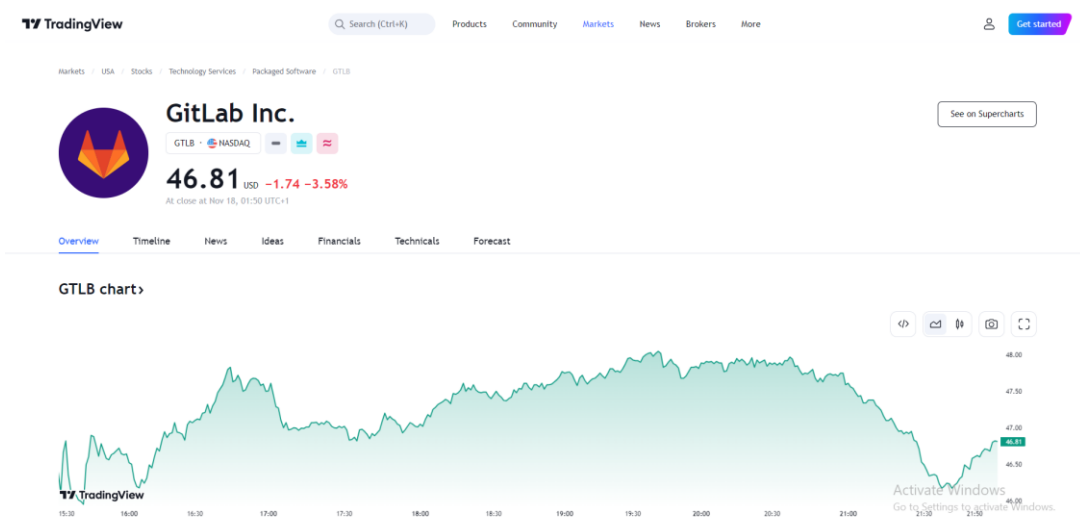 TradingView
Search (Ctrl+K)
Products
Community
Markets
News
Brokers
More
Get started
Markets / USA / Stocks / Technology Services / Packaged Software / GTLB
GitLab Inc.
See on Supercharts
GTLB · NASDAQ
46.81 USD −1.74 −3.58%
At close at Nov 18, 01:50 UTC+1
Overview
Timeline
News
Ideas
Financials
Technicals
Forecast
GTLB chart›
48.00
47.50
47.00
46.81
46.50
46.00
TradingView
Activate Windows
Go to Settings to activate Windows.
15:30
16:00
16:30
17:00
17:30
18:00
18:30
19:00
19:30
20:00
20:30
21:00
21:30
21:50